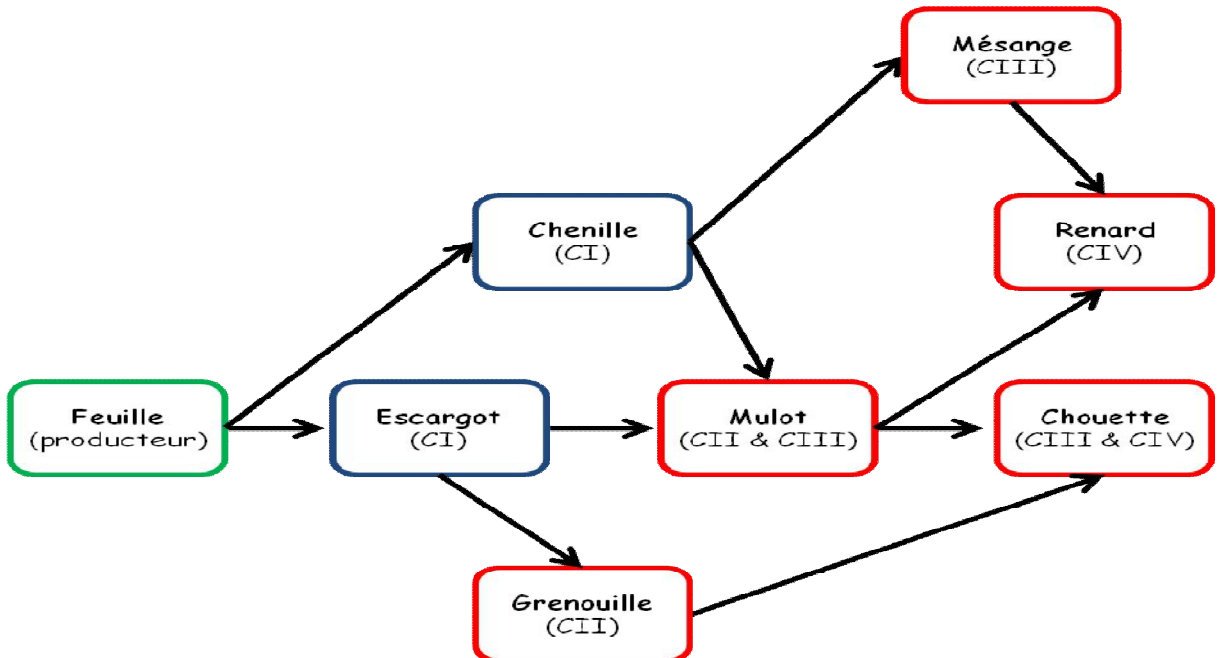 Mésange
(CIII)
Chenille
(CI)
Renard
(CIV)
Feuille
(producteur)
Escargot
(CI)
Mulot
(CII & CIII)
Chouette
(CIII & CIV)
Grenouille
(CII)